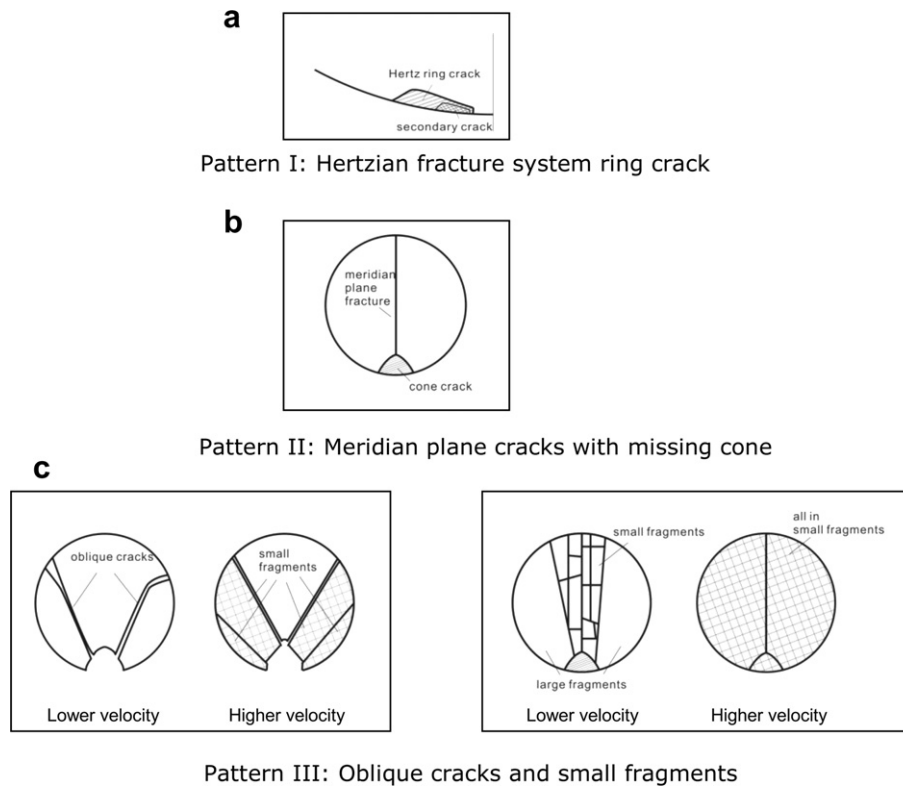 a
Hertz ring crack
secondary crack
Pattern I: Hertzian fracture system ring crack
b
meridian
plane
fracture
cone crack
Pattern II: Meridian plane cracks with missing cone
c
oblique cracks
small
fragments
Lower velocity
Higher velocity
small fragments
all in
small fragments
large fragments
Lower velocity
Higher velocity
Pattern III: Oblique cracks and small fragments